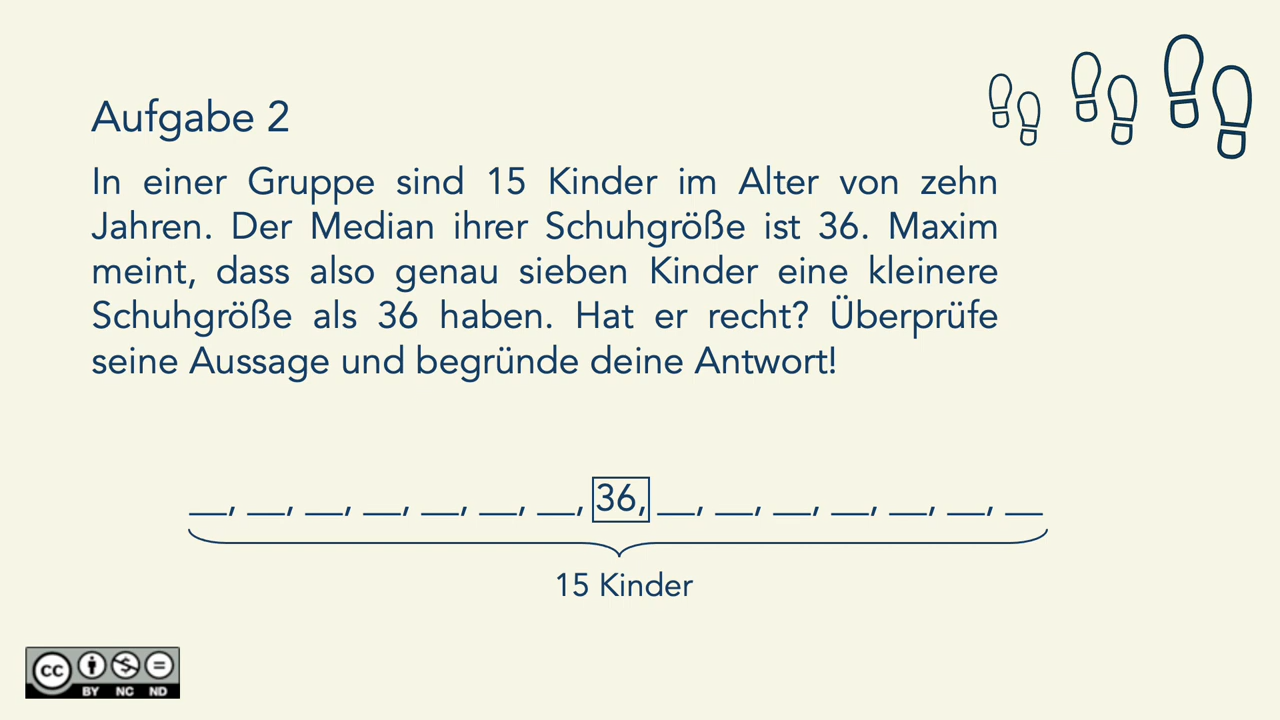 Aufgabe 2
In einer Gruppe sind 15 Kinder im Alter von zehn
Jahren. Der Median ihrer Schuhgröße ist 36. Maxim
meint, dass also genau sieben Kinder eine kleinere
Schuhgröße als 36 haben. Hat er recht? Überprüfe
seine Aussage und begründe deine Antwort!
__, __, __, __, __, __, __, 36, __, __, __, __, __, __, __
15 Kinder
cc
BY NC ND